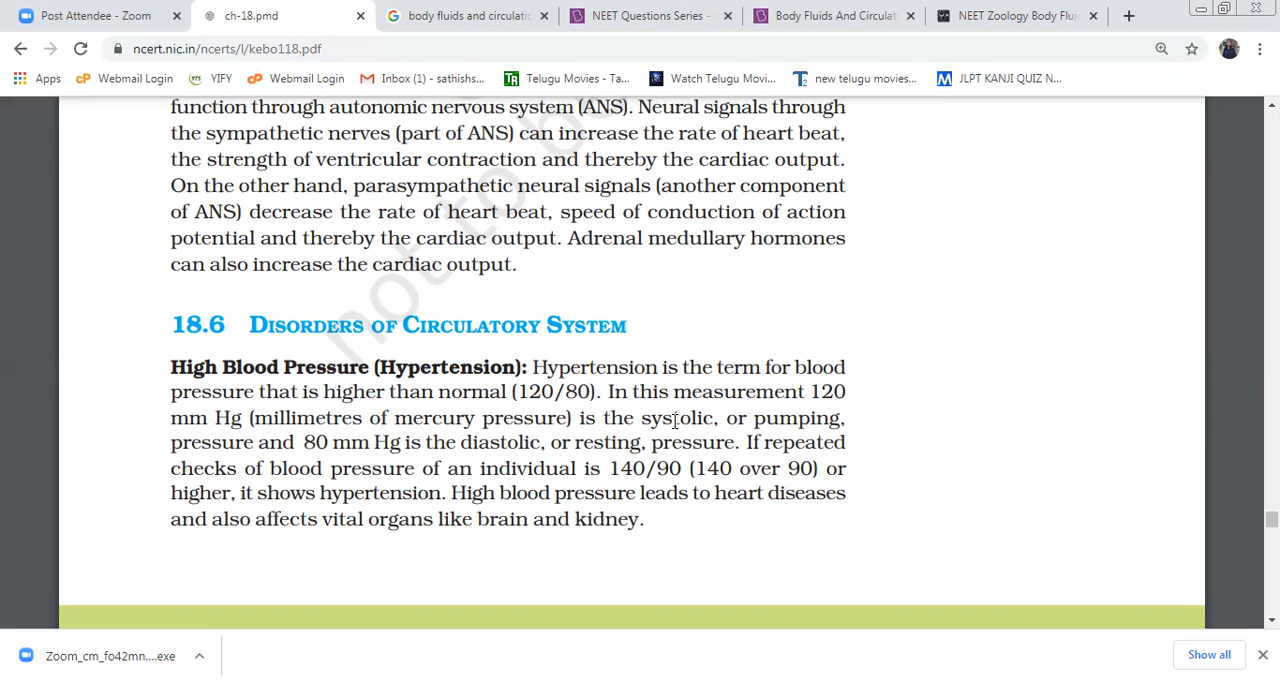 Post Attendee - Zoom
ch-18.pmd
body fluids and circulatio
NEET Questions Series -
Body Fluids And Circulat
NEET Zoology Body Flui
ncert.nic.in/ncerts/l/kebo118.pdf
Apps
Webmail Login
YIFY
Webmail Login
Inbox (1) - sathishs...
Telugu Movies - Ta...
Watch Telugu Movi...
new telugu movies...
JLPT KANJI QUIZ N...
function through autonomic nervous system (ANS). Neural signals through
the sympathetic nerves (part of ANS) can increase the rate of heart beat,
the strength of ventricular contraction and thereby the cardiac output.
On the other hand, parasympathetic neural signals (another component
of ANS) decrease the rate of heart beat, speed of conduction of action
potential and thereby the cardiac output. Adrenal medullary hormones
can also increase the cardiac output.
not to be
18.6 DISORDERS OF CIRCULATORY SYSTEM
High Blood Pressure (Hypertension): Hypertension is the term for blood
pressure that is higher than normal (120/80). In this measurement 120
mm Hg (millimetres of mercury pressure) is the systolic, or pumping,
pressure and 80 mm Hg is the diastolic, or resting, pressure. If repeated
checks of blood pressure of an individual is 140/90 (140 over 90) or
higher, it shows hypertension. High blood pressure leads to heart diseases
and also affects vital organs like brain and kidney.
Zoom_cm_fo42mn....exe
Show all